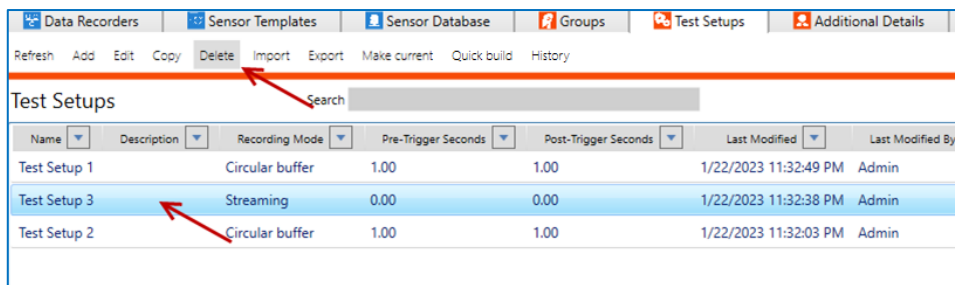 Data Recorders Sensor Templates Sensor Database Groups Test Setups Additional Details
Refresh Add Edit Copy Delete Import Export Make current Quick build History
Test Setups Search
Name Description Recording Mode Pre-Trigger Seconds Post-Trigger Seconds Last Modified Last Modified By
Test Setup 1 Circular buffer 1.00 1.00 1/22/2023 11:32:49 PM Admin
Test Setup 3 Streaming 0.00 0.00 1/22/2023 11:32:38 PM Admin
Test Setup 2 Circular buffer 1.00 1.00 1/22/2023 11:32:03 PM Admin